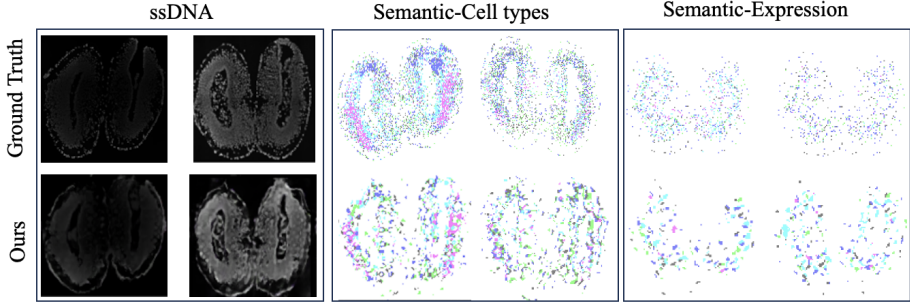 ssDNA
Semantic-Cell types
Semantic-Expression
Ground Truth
Ours